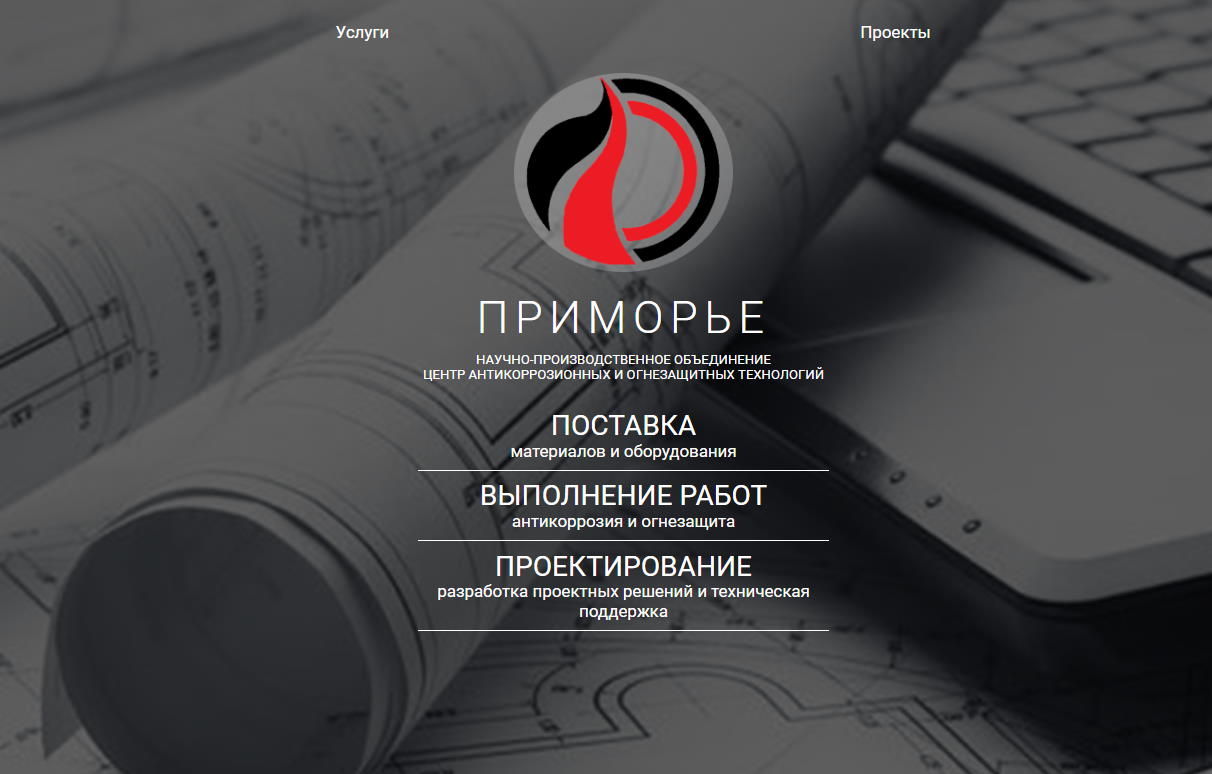 Услуги
Проекты
ПРИМОРЬЕ
НАУЧНО-ПРОИЗВОДСТВЕННОЕ ОБЪЕДИНЕНИЕ
ЦЕНТР АНТИКОРРОЗИОННЫХ И ОГНЕЗАЩИТНЫХ ТЕХНОЛОГИЙ
ПОСТАВКА
материалов и оборудования
ВЫПОЛНЕНИЕ РАБОТ
антикоррозия и огнезащита
ПРОЕКТИРОВАНИЕ
разработка проектных решений и техническая
поддержка